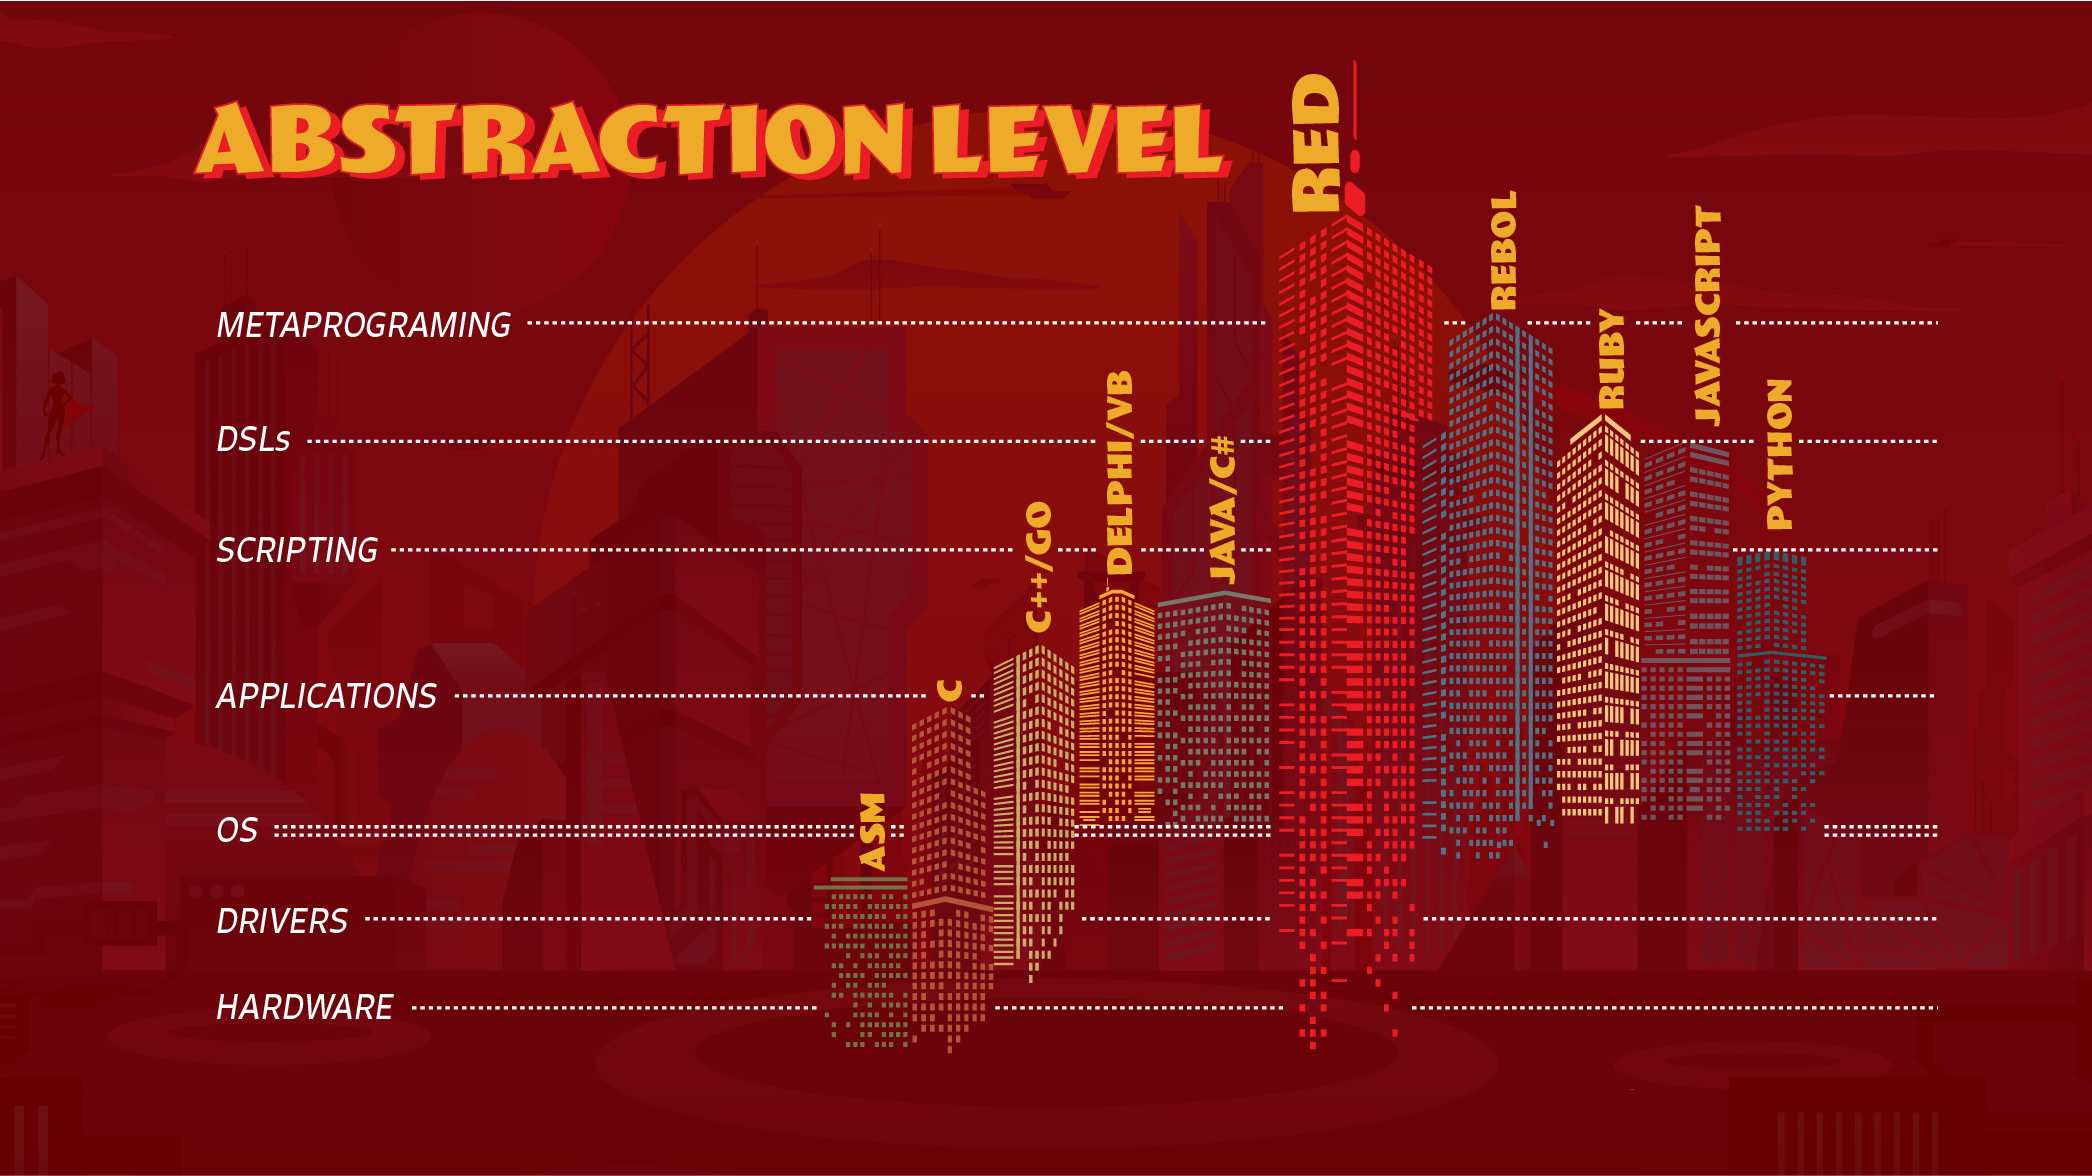 ABSTRACTION LEVEL
METAPROGRAMING
DSLs
SCRIPTING
APPLICATIONS
OS
DRIVERS
HARDWARE
ASM
C
C++/GO
DELPHI/VB
JAVA/C#
RED
REBOL
RUBY
JAVASCRIPT
PYTHON